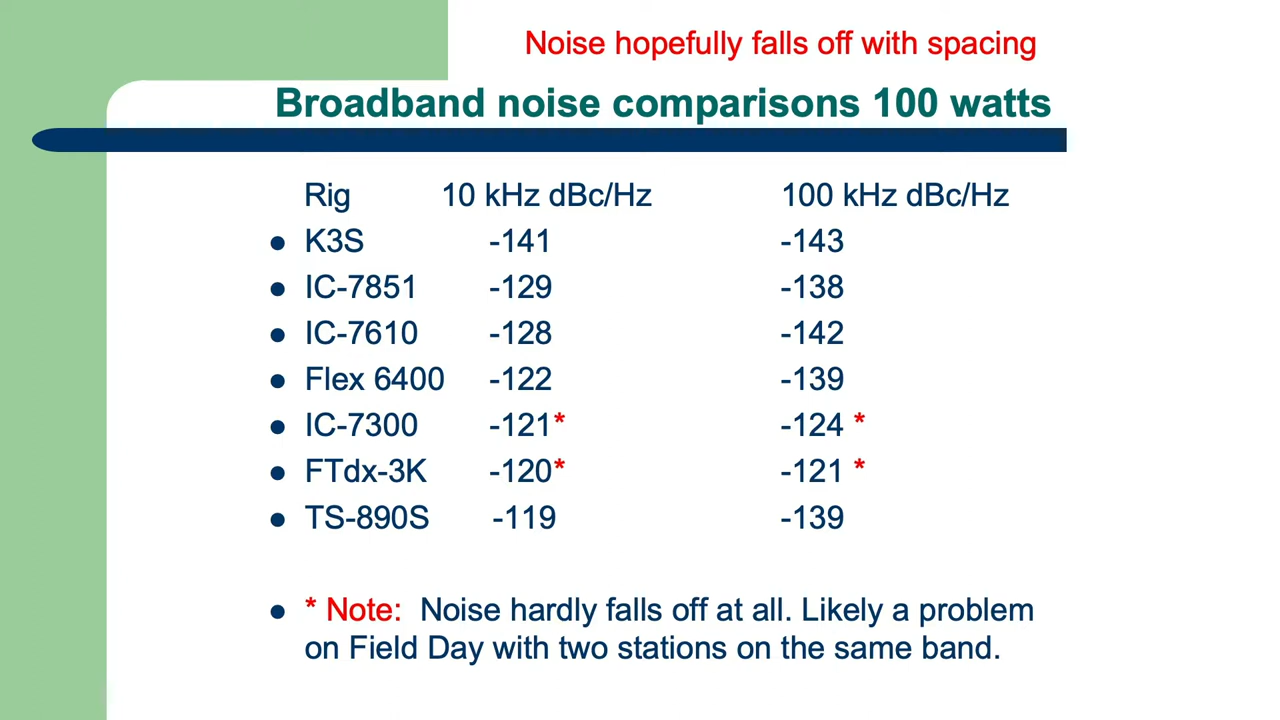 Noise hopefully falls off with spacing
Broadband noise comparisons 100 watts
Rig 10 kHz dBc/Hz 100 kHz dBc/Hz
● K3S -141 -143
● IC-7851 -129 -138
● IC-7610 -128 -142
● Flex 6400 -122 -139
● IC-7300 -121* -124 *
● FTdx-3K -120* -121 *
● TS-890S -119 -139
● * Note: Noise hardly falls off at all. Likely a problem
on Field Day with two stations on the same band.